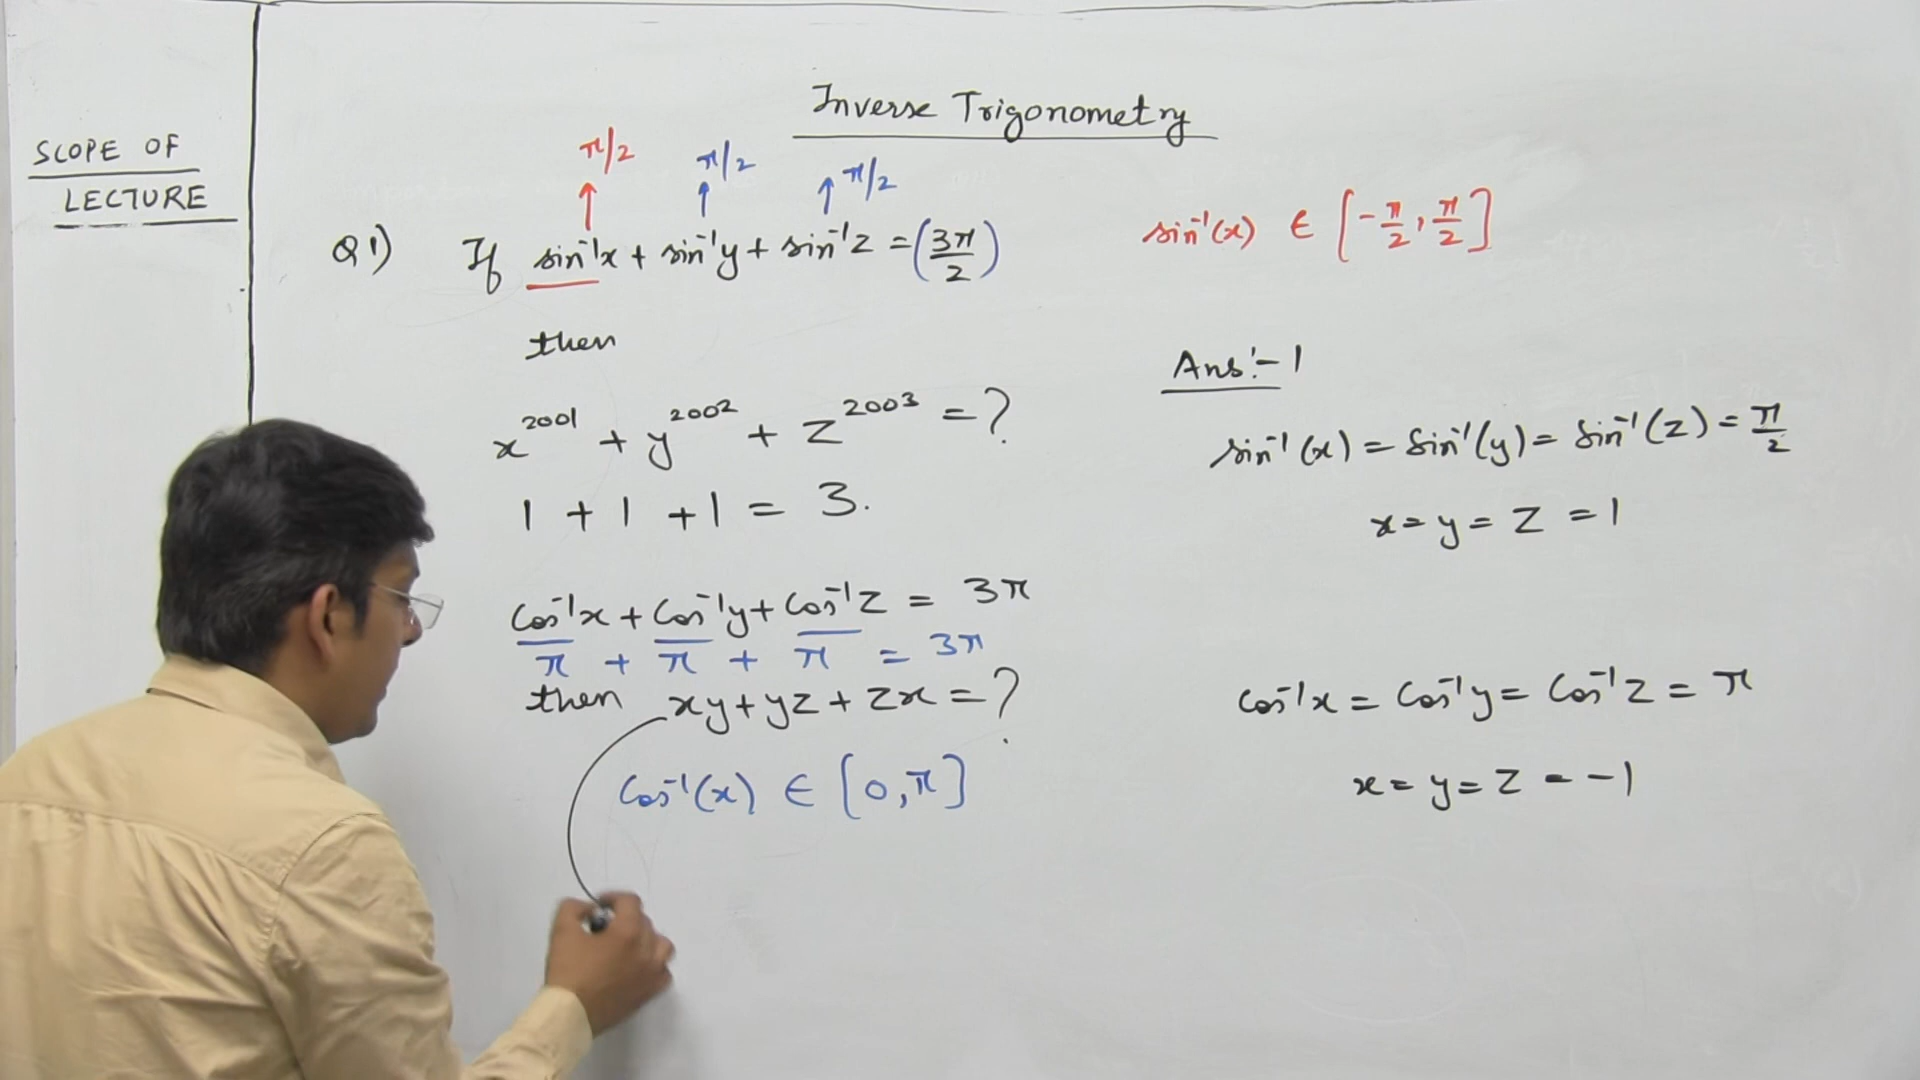 Inverse Trigonometry
SCOPE OF
LECTURE
π/2 π/2 π/2
Q1) If sin⁻¹x + sin⁻¹y + sin⁻¹z = (3π/2)
sin⁻¹(x) ∈ [-π/2, π/2]
then
x²⁰⁰¹ + y²⁰⁰² + z²⁰⁰³ = ?
1 + 1 + 1 = 3.
Cos⁻¹x + Cos⁻¹y + Cos⁻¹z = 3π
π + π + π = 3π
then xy + yz + zx = ?
Cos⁻¹(x) ∈ [0, π]
Ans:- 1
sin⁻¹(x) = sin⁻¹(y) = sin⁻¹(z) = π/2
x = y = z = 1
Cos⁻¹x = Cos⁻¹y = Cos⁻¹z = π
x = y = z = -1